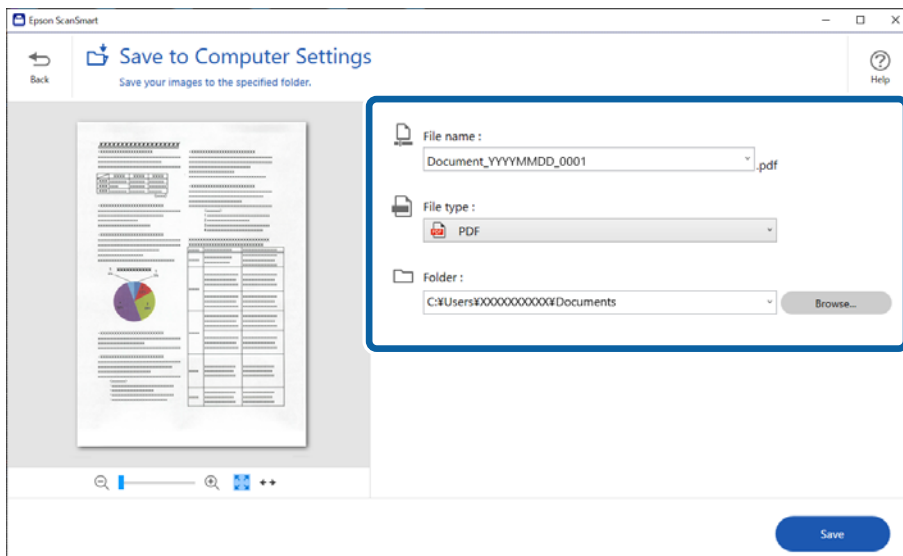 Epson ScanSmart
Back
Save to Computer Settings
Save your images to the specified folder.
Help
File name :
Document_YYYYMMDD_0001
.pdf
File type :
PDF
Folder :
C:¥Users¥XXXXXXXXXX¥Documents
Browse...
Save